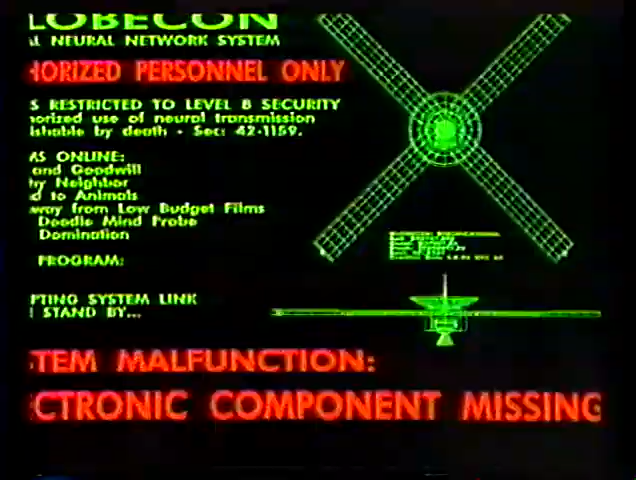 LOBECON
L NEURAL NETWORK SYSTEM
HORIZED PERSONNEL ONLY
S RESTRICTED TO LEVEL 8 SECURITY
horized use of neural transmission
ishable by death - Sec: 42-1159.
MS ONLINE:
and Goodwill
hy Neighbor
d to Animals
way from Low Budget Films
Doodle Mind Probe
Domination
PROGRAM:
PTING SYSTEM LINK
STAND BY...
TEM MALFUNCTION:
CTRONIC COMPONENT MISSING